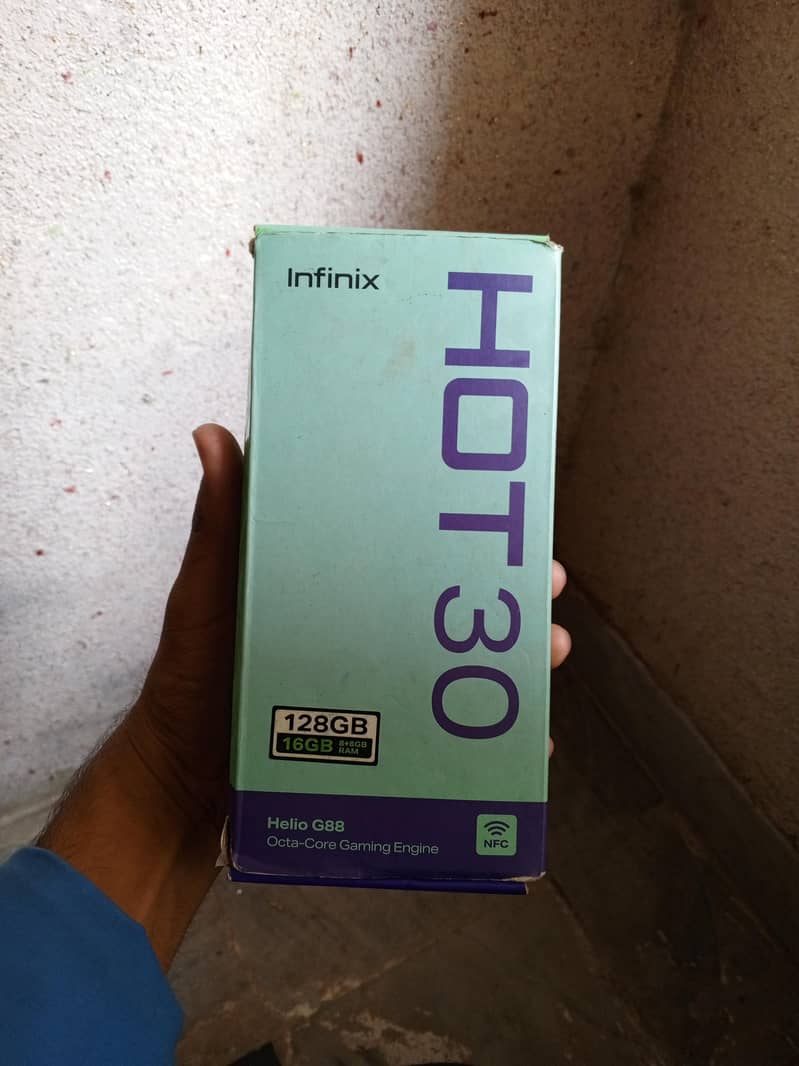 Infinix
HOT 30
128GB
16GB 8+8GB RAM
Helio G88
Octa-Core Gaming Engine
NFC